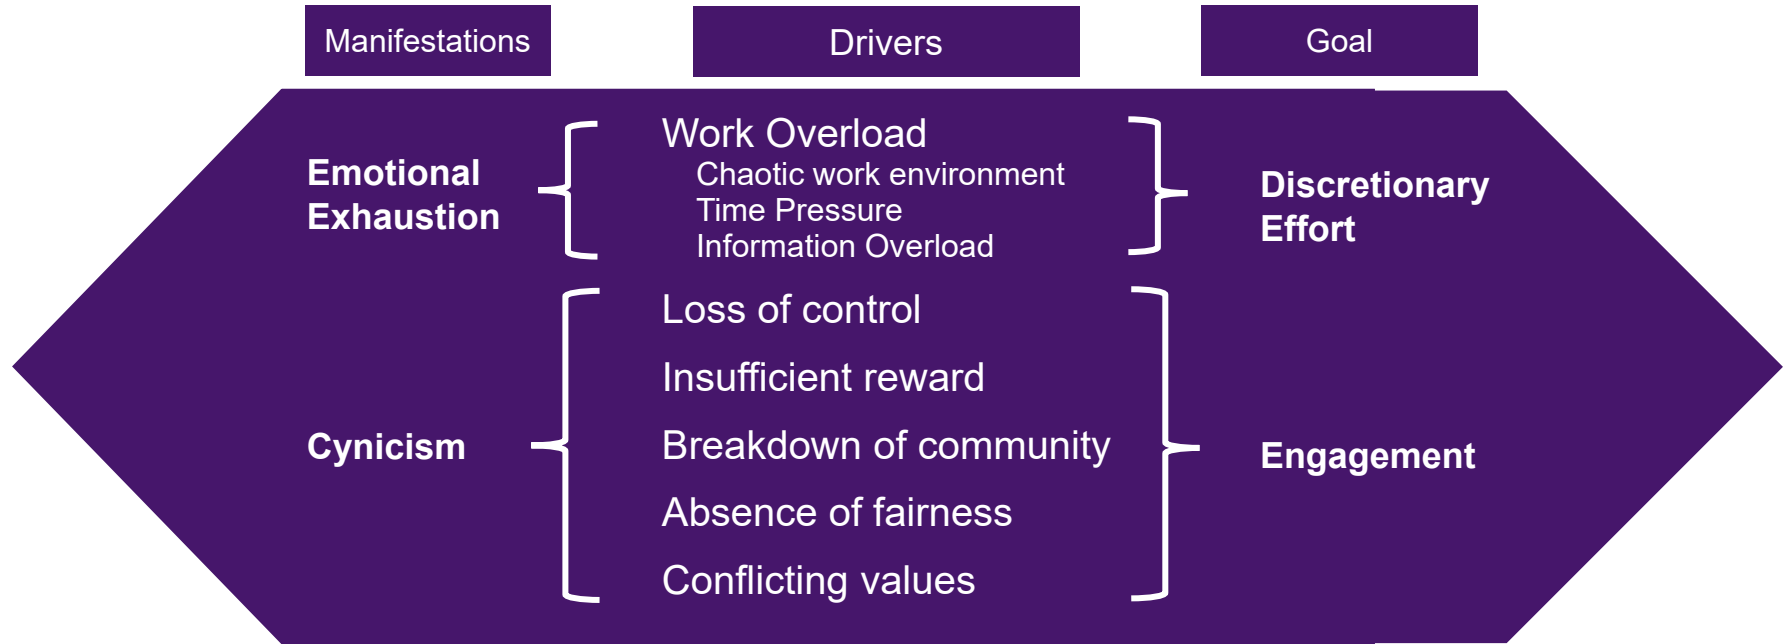 Manifestations
Drivers
Goal
Emotional
Exhaustion
Work Overload
Chaotic work environment
Time Pressure
Information Overload
Discretionary
Effort
Cynicism
Loss of control
Insufficient reward
Breakdown of community
Absence of fairness
Conflicting values
Engagement